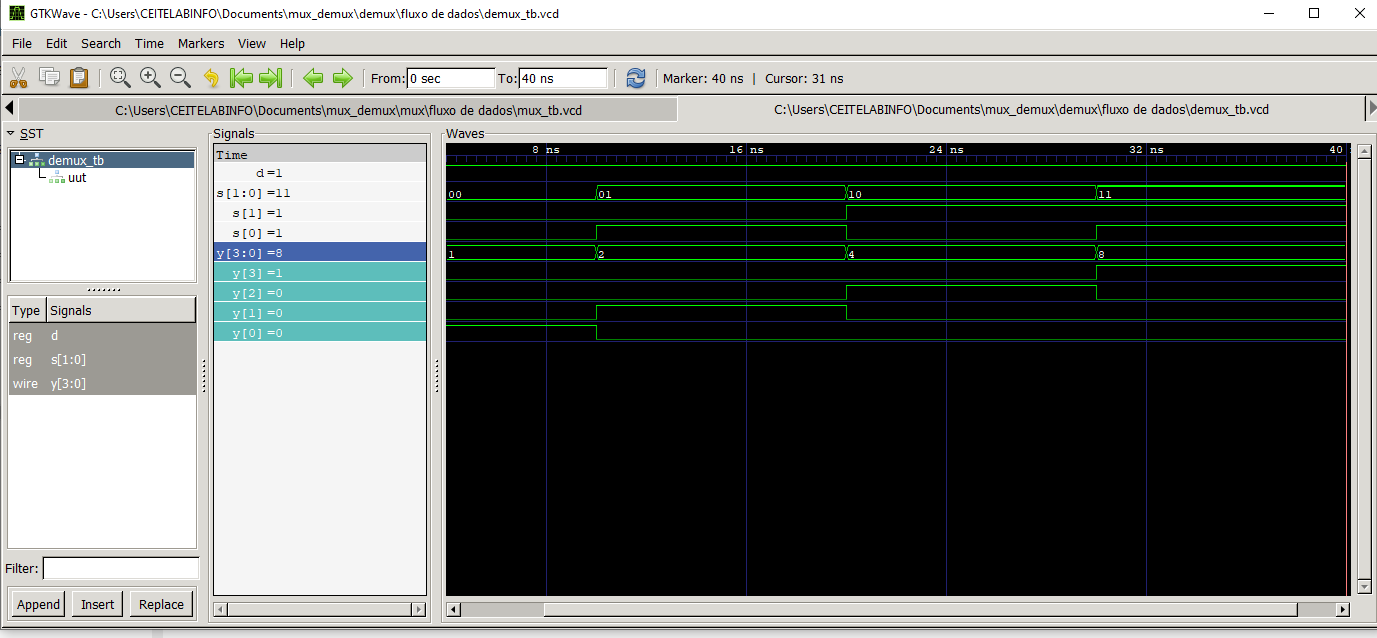 GTKWave - C:\Users\CEITELABINFO\Documents\mux_demux\demux\fluxo de dados\demux_tb.vcd
File Edit Search Time Markers View Help
From: 0 sec To: 40 ns Marker: 40 ns | Cursor: 31 ns
C:\Users\CEITELABINFO\Documents\mux_demux\mux\fluxo de dados\mux_tb.vcd C:\Users\CEITELABINFO\Documents\mux_demux\demux\fluxo de dados\demux_tb.vcd
SST
demux_tb
uut
Type Signals
reg d
reg s[1:0]
wire y[3:0]
Filter:
Append Insert Replace
Signals
Time
d=1
s[1:0]=11
s[1]=1
s[0]=1
y[3:0]=8
y[3]=1
y[2]=0
y[1]=0
y[0]=0
Waves
8 ns 16 ns 24 ns 32 ns 40
00 01 10 11
1 2 4 8